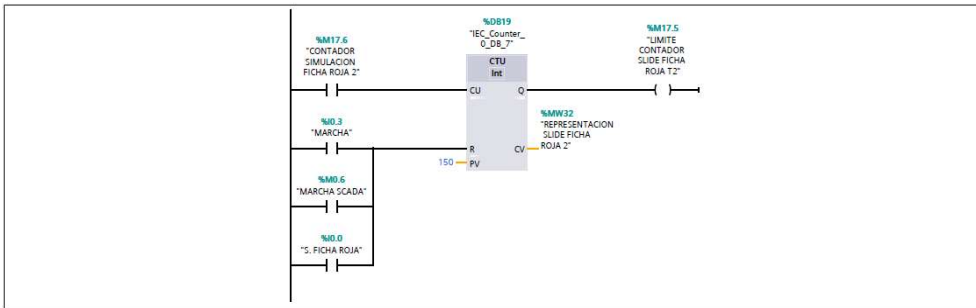 %DB19
"IEC_Counter_
0_DB_7"
%M17.6
"CONTADOR
SIMULACION
FICHA ROJA 2"
CTU
Int
CU
Q
%M17.5
"LIMITE
CONTADOR
SLIDE FICHA
ROJA T2"
%I0.3
"MARCHA"
R
CV
%MW32
"REPRESENTACION
SLIDE FICHA
ROJA 2"
150
PV
%M0.6
"MARCHA SCADA"
%I0.0
"S. FICHA ROJA"